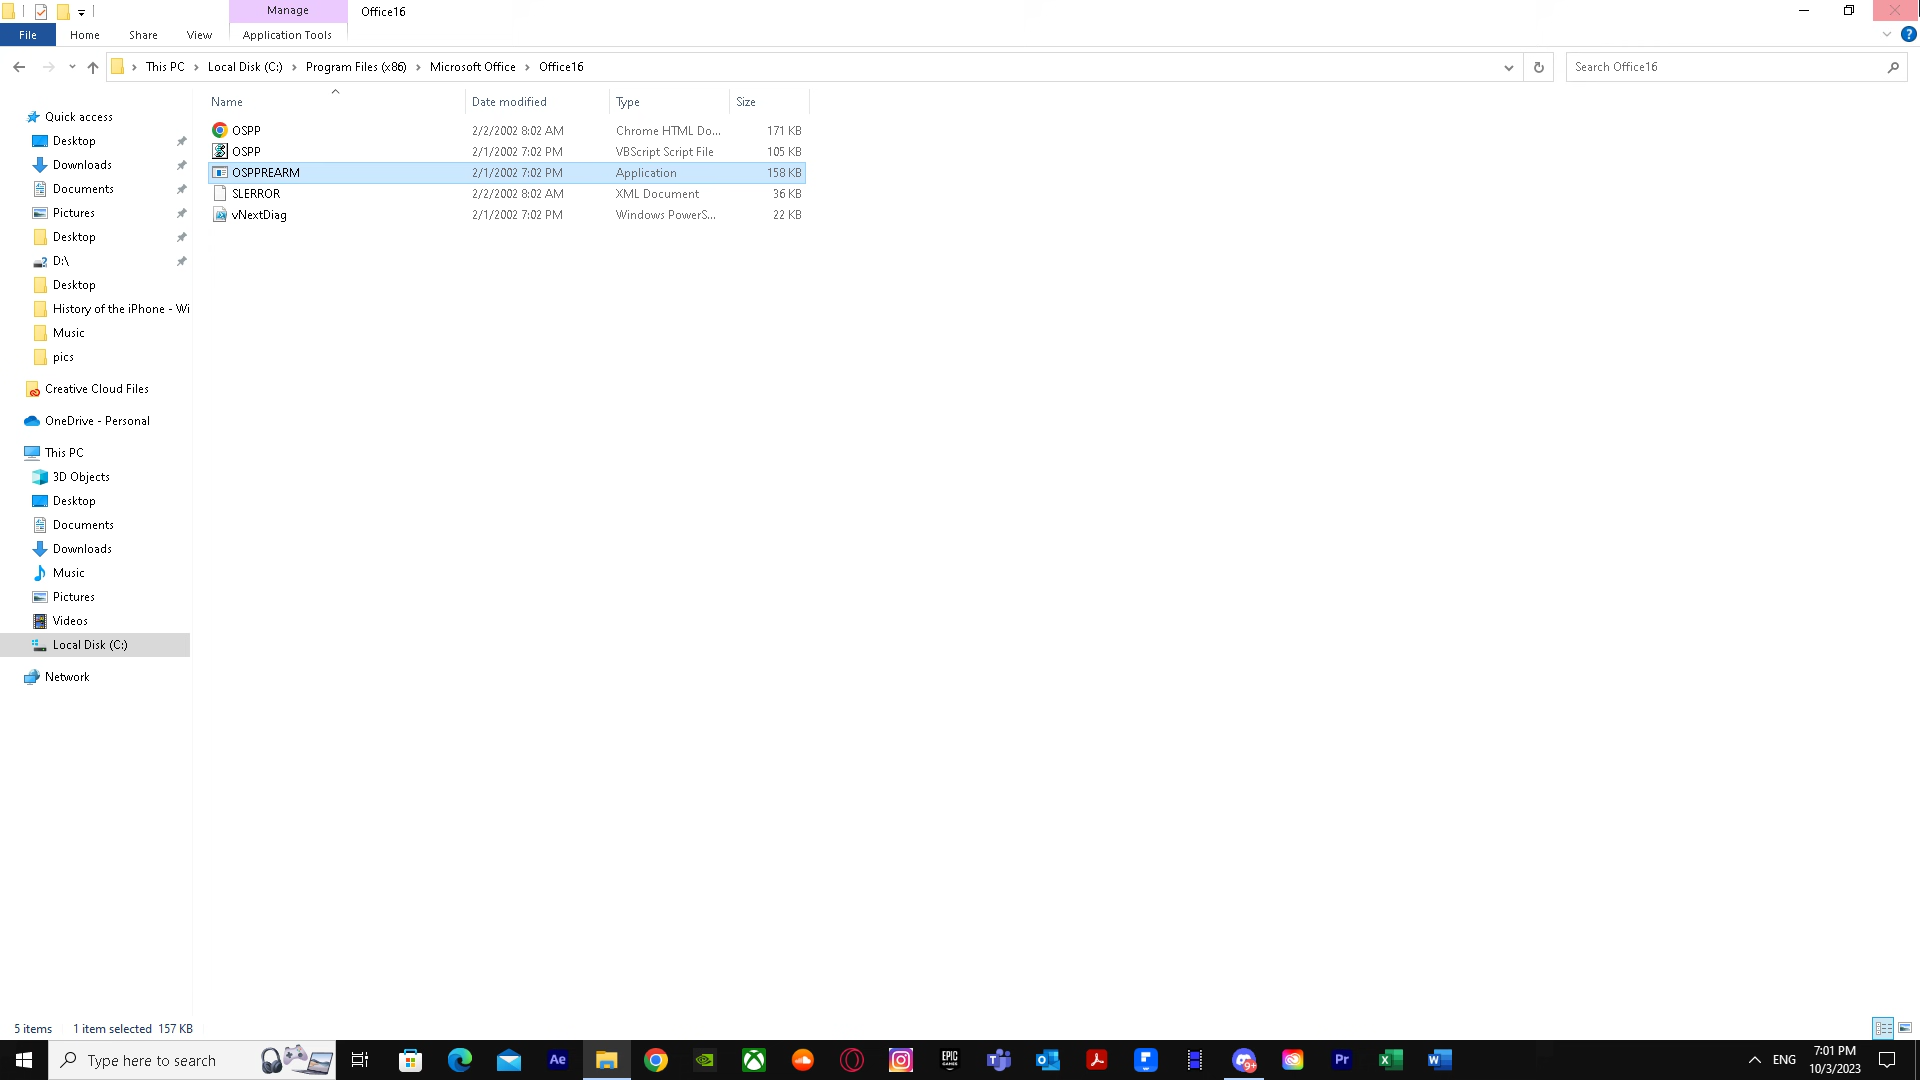 Manage
Office16
File
Home
Share
View
Application Tools
This PC
Local Disk (C:)
Program Files (x86)
Microsoft Office
Office16
Search Office16
Name
Date modified
Type
Size
OSPP 2/2/2002 8:02 AM Chrome HTML Do... 171 KB
OSPP 2/1/2002 7:02 PM VBScript Script File 105 KB
OSPPREARM 2/1/2002 7:02 PM Application 158 KB
SLERROR 2/2/2002 8:02 AM XML Document 36 KB
vNextDiag 2/1/2002 7:02 PM Windows PowerS... 22 KB
Quick access
Desktop
Downloads
Documents
Pictures
Desktop
D:\
Desktop
History of the iPhone - Wi
Music
pics
Creative Cloud Files
OneDrive - Personal
This PC
3D Objects
Desktop
Documents
Downloads
Music
Pictures
Videos
Local Disk (C:)
Network
5 items 1 item selected 157 KB
Type here to search
Ae
EPIC
GAMES
9+
Pr
ENG
7:01 PM
10/3/2023